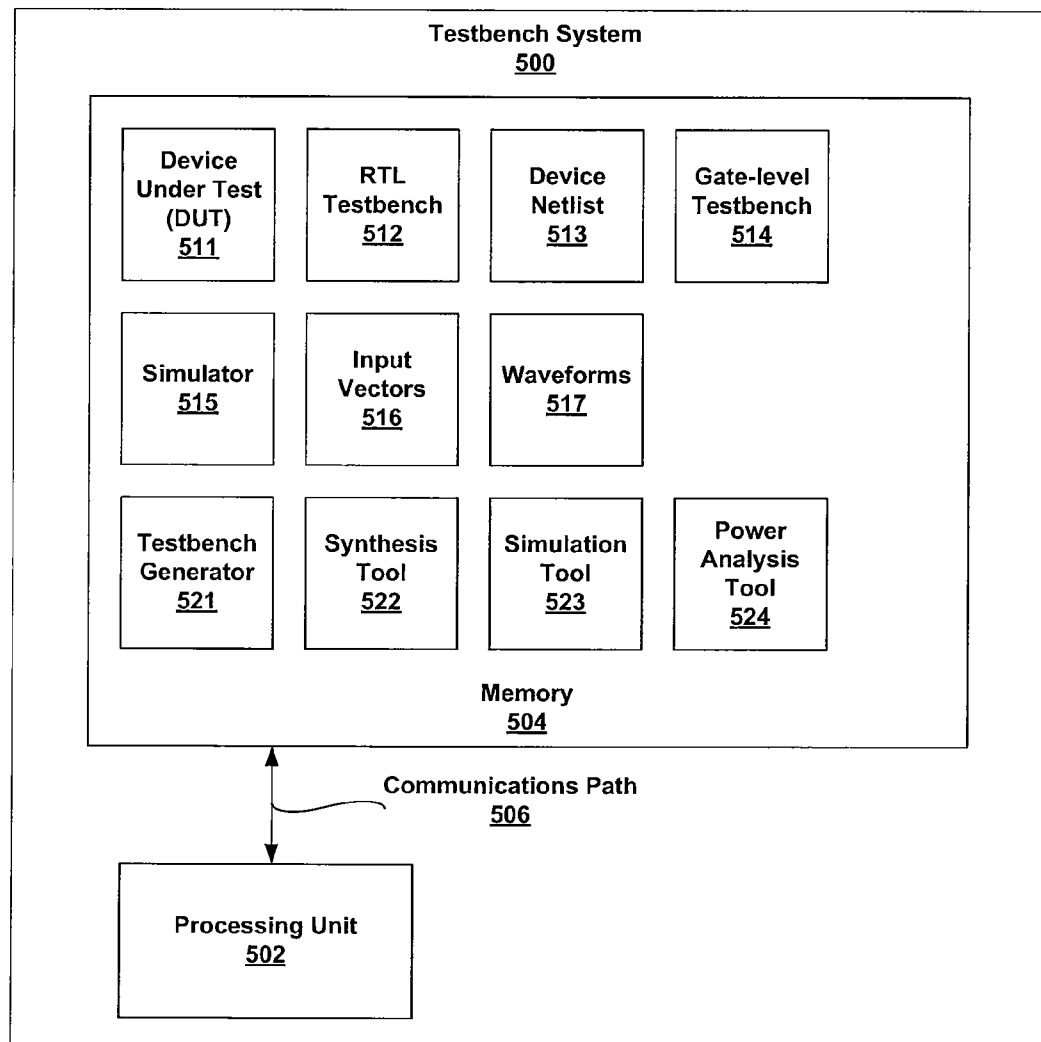 Testbench System
500
Device
Under Test
(DUT)
511
RTL
Testbench
512
Device
Netlist
513
Gate-level
Testbench
514
Simulator
515
Input
Vectors
516
Waveforms
517
Testbench
Generator
521
Synthesis
Tool
522
Simulation
Tool
523
Power
Analysis
Tool
524
Memory
504
Communications Path
506
Processing Unit
502